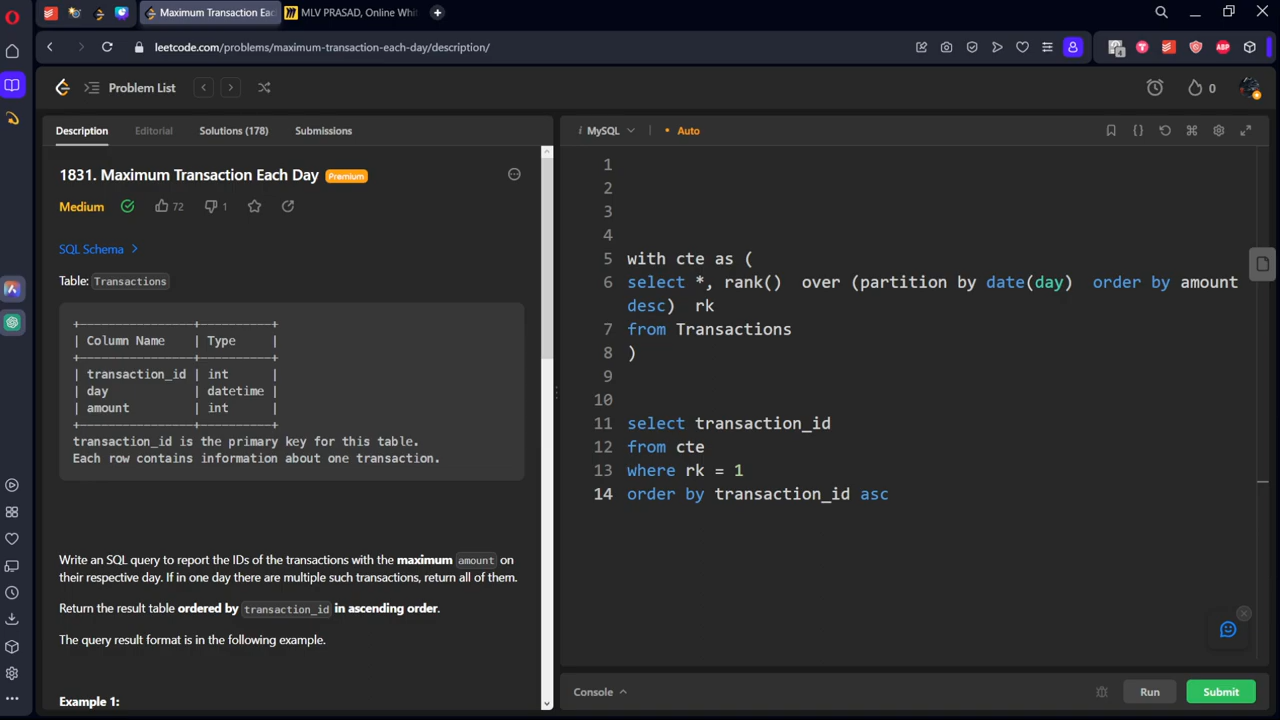 Maximum Transaction Eac
MLV PRASAD, Online Whit
leetcode.com/problems/maximum-transaction-each-day/description/
4
ABP
Problem List
0
Description
Editorial
Solutions (178)
Submissions
i MySQL
• Auto
1831. Maximum Transaction Each Day
Premium
Medium
72
1
SQL Schema >
Table: Transactions
+----------------+----------+
| Column Name | Type |
+----------------+----------+
| transaction_id | int |
| day | datetime |
| amount | int |
+----------------+----------+
transaction_id is the primary key for this table.
Each row contains information about one transaction.
Write an SQL query to report the IDs of the transactions with the maximum amount on
their respective day. If in one day there are multiple such transactions, return all of them.
Return the result table ordered by transaction_id in ascending order.
The query result format is in the following example.
Example 1:
1
2
3
4
5 with cte as (
6 select *, rank() over (partition by date(day) order by amount
desc) rk
7 from Transactions
8 )
9
10
11 select transaction_id
12 from cte
13 where rk = 1
14 order by transaction_id asc
Console
Run
Submit